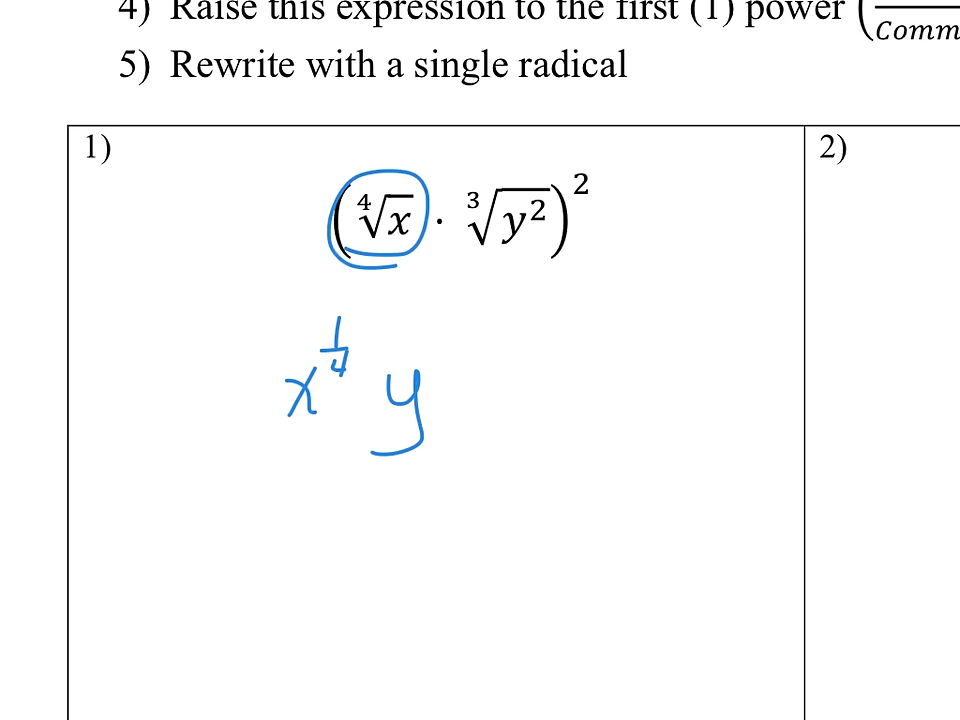 4) Raise this expression to the first (1) power (‾Comm
5) Rewrite with a single radical
1)
2)
(∜x · ∛y²)²
x^(1/4) y